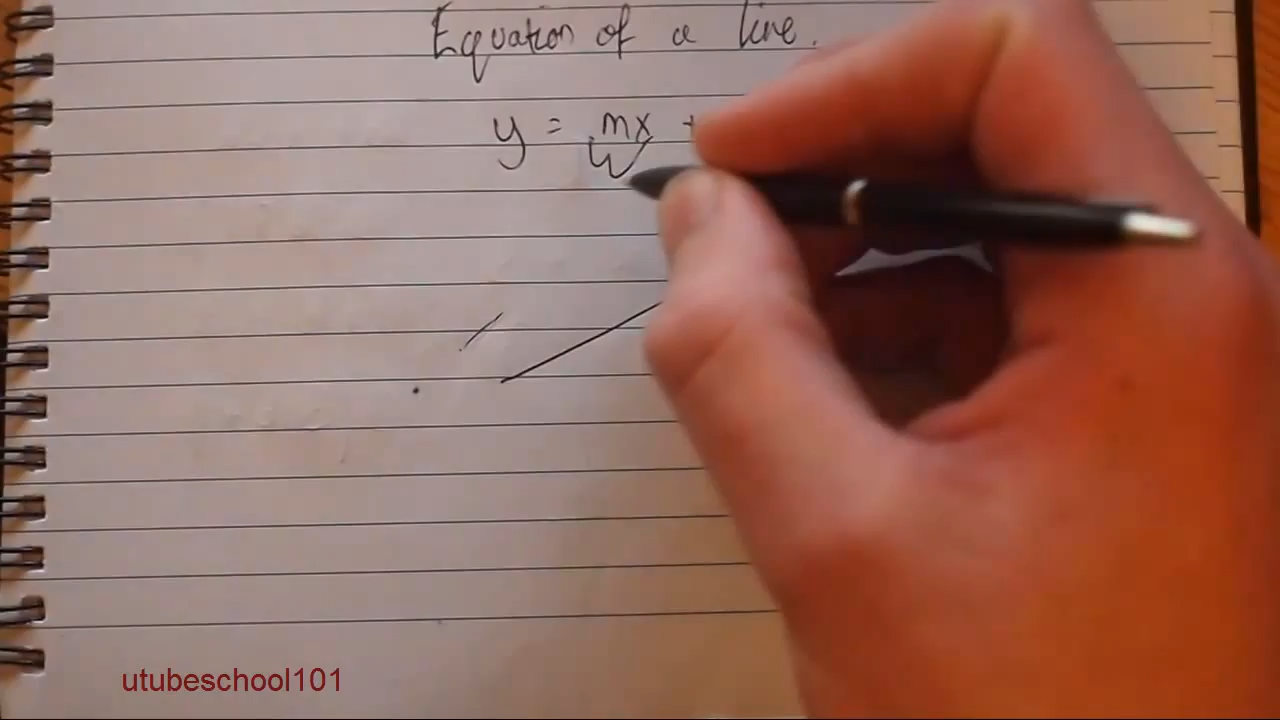 Equation of a line.
y = mx +
utubeschool101